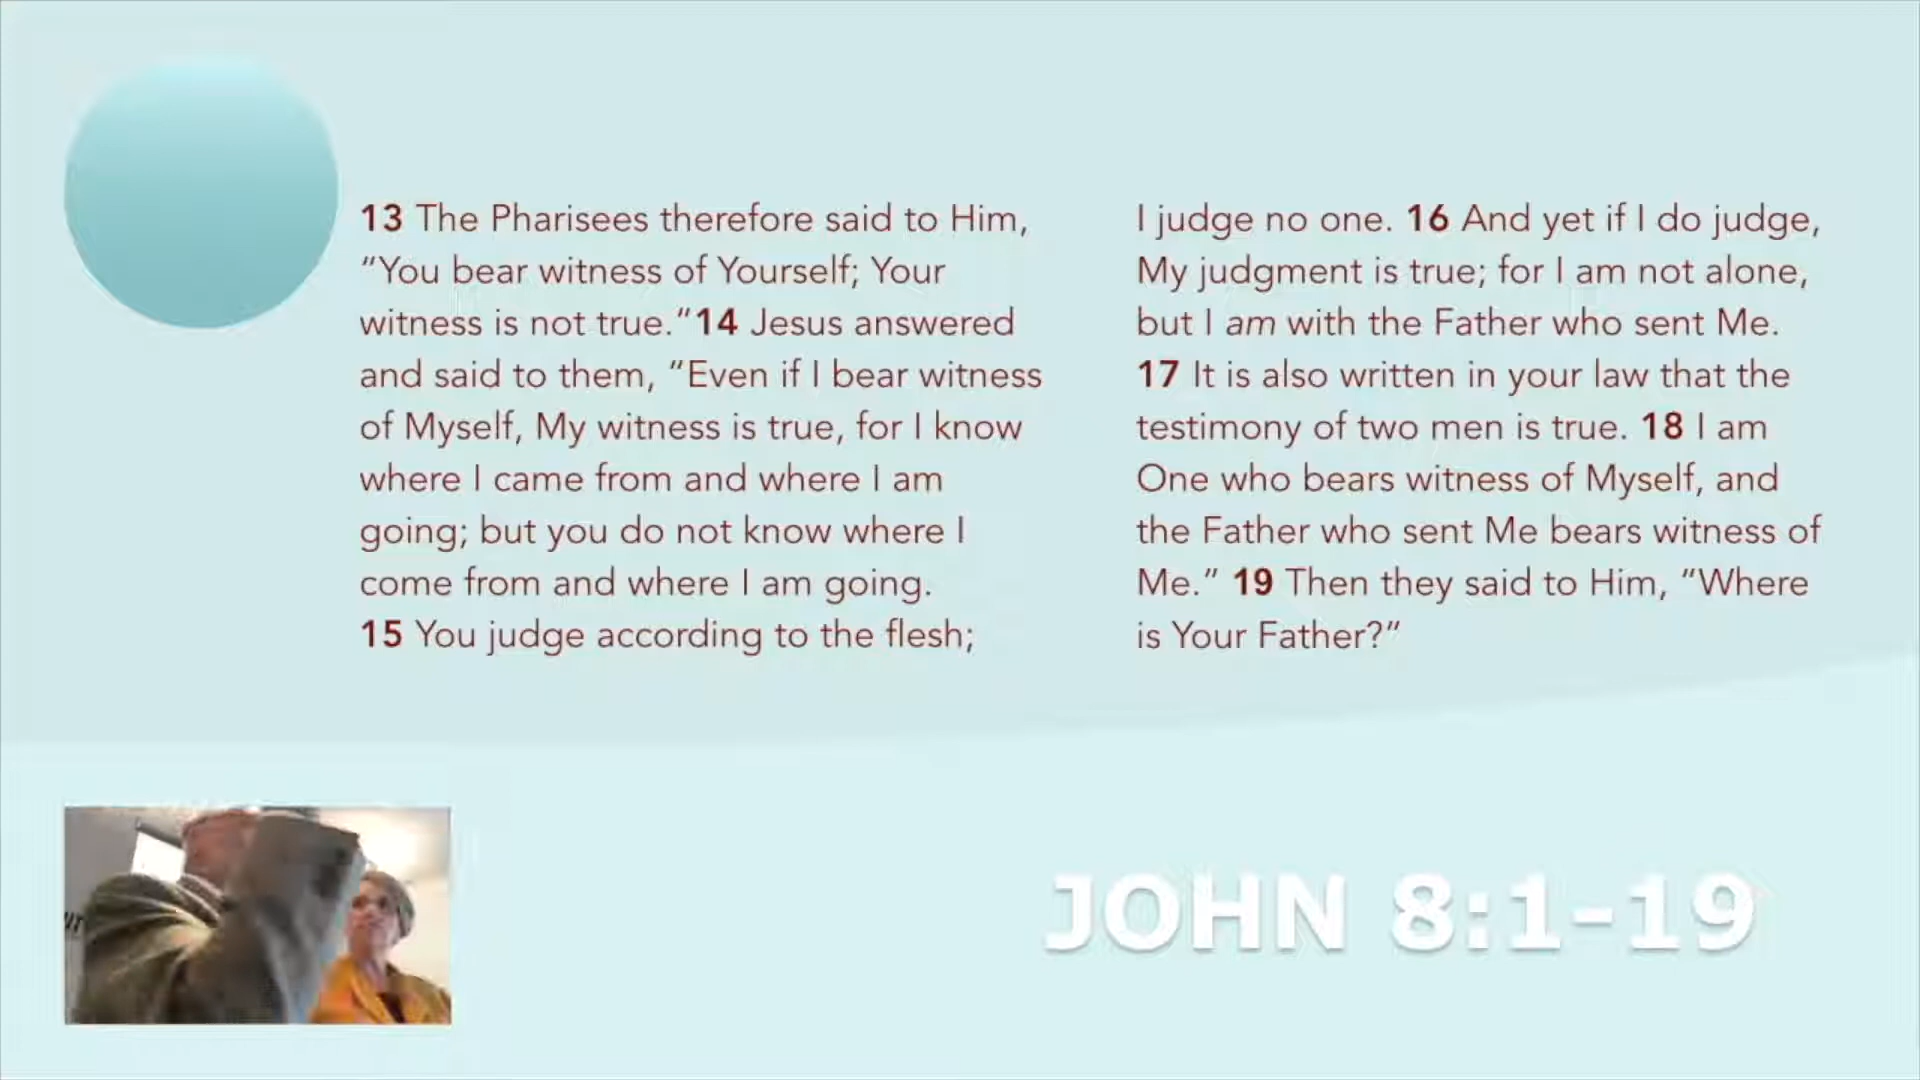 13 The Pharisees therefore said to Him,
“You bear witness of Yourself; Your
witness is not true.“14 Jesus answered
and said to them, “Even if I bear witness
of Myself, My witness is true, for I know
where I came from and where I am
going; but you do not know where I
come from and where I am going.
15 You judge according to the flesh;
I judge no one. 16 And yet if I do judge,
My judgment is true; for I am not alone,
but I am with the Father who sent Me.
17 It is also written in your law that the
testimony of two men is true. 18 I am
One who bears witness of Myself, and
the Father who sent Me bears witness of
Me.” 19 Then they said to Him, “Where
is Your Father?”
JOHN 8:1-19